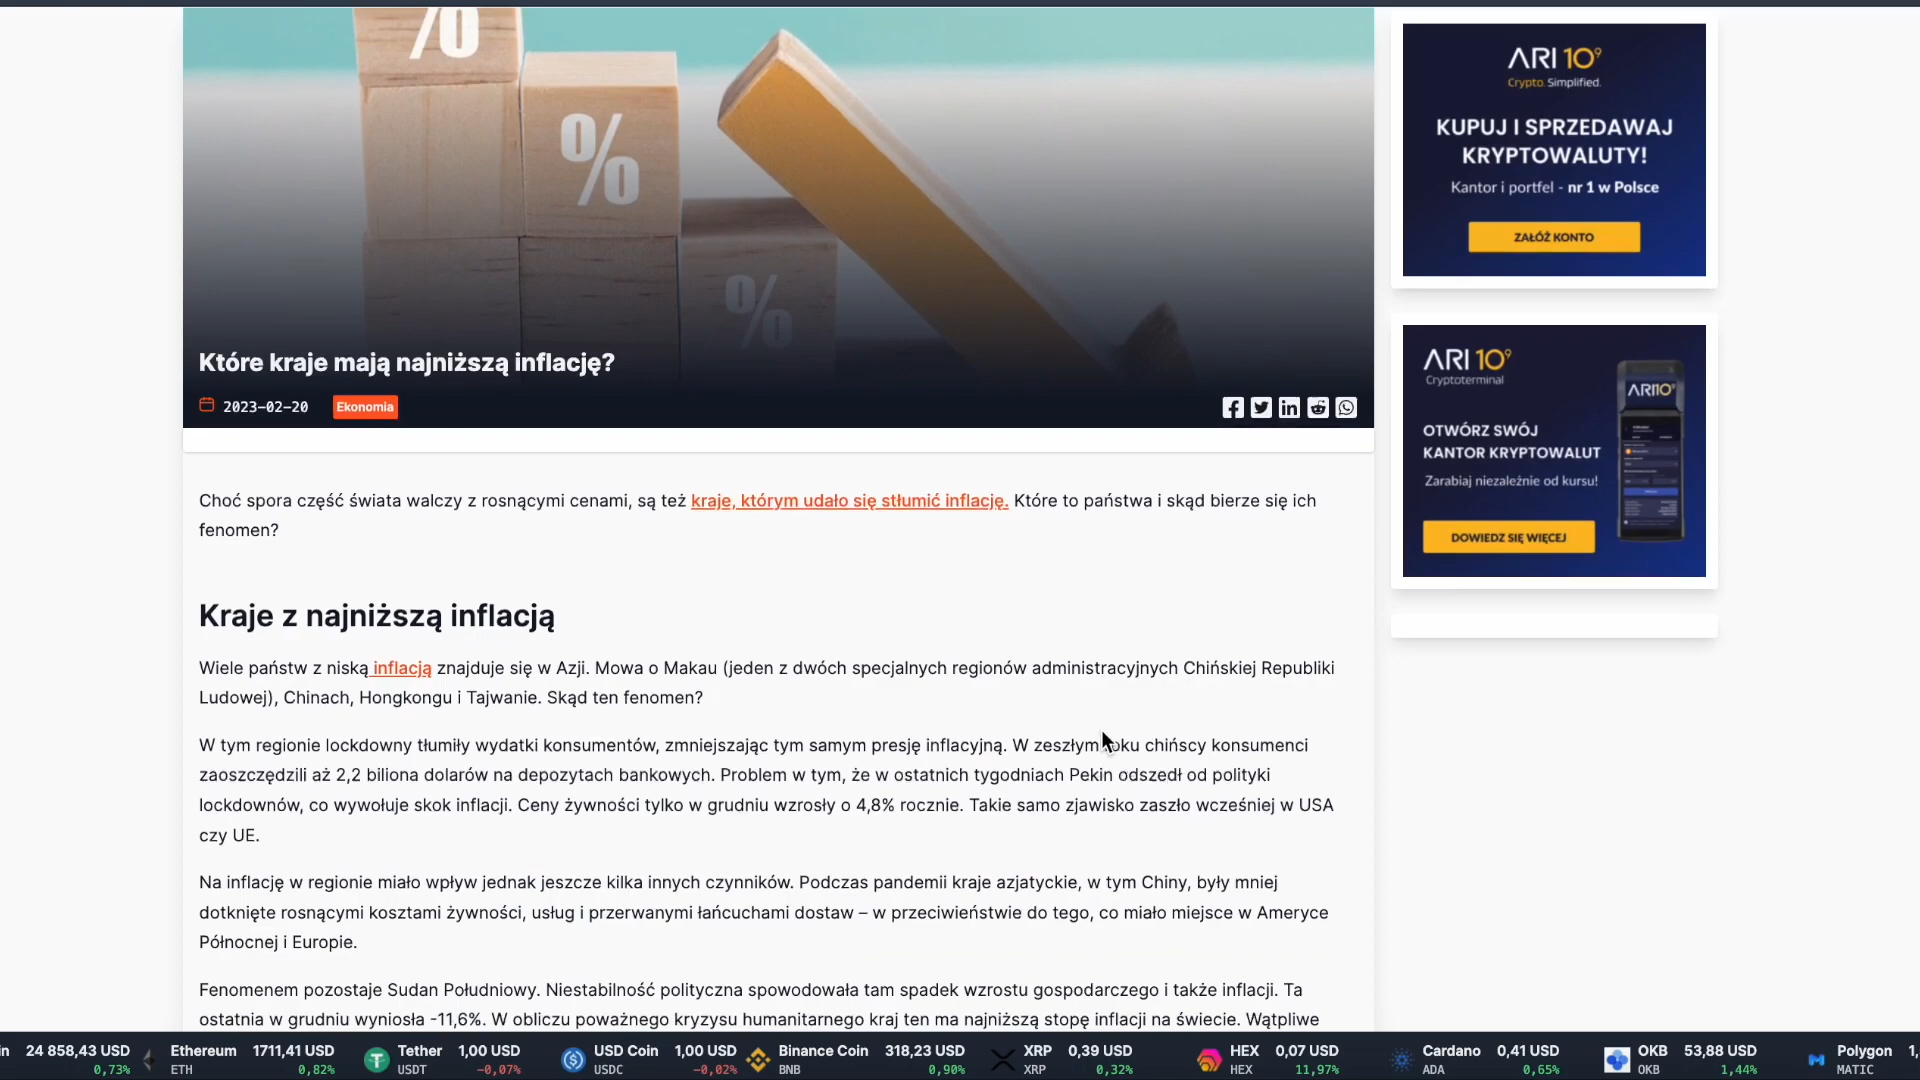 %
%
%
Które kraje mają najniższą inflację?
2023-02-20
Ekonomia
Choć spora część świata walczy z rosnącymi cenami, są też kraje, którym udało się stłumić inflację. Które to państwa i skąd bierze się ich
fenomen?
Kraje z najniższą inflacją
Wiele państw z niską inflacją znajduje się w Azji. Mowa o Makau (jeden z dwóch specjalnych regionów administracyjnych Chińskiej Republiki
Ludowej), Chinach, Hongkongu i Tajwanie. Skąd ten fenomen?
W tym regionie lockdowny tłumiły wydatki konsumentów, zmniejszając tym samym presję inflacyjną. W zeszłym oku chińscy konsumenci
zaoszczędzili aż 2,2 biliona dolarów na depozytach bankowych. Problem w tym, że w ostatnich tygodniach Pekin odszedł od polityki
lockdownów, co wywołuje skok inflacji. Ceny żywności tylko w grudniu wzrosły o 4,8% rocznie. Takie samo zjawisko zaszło wcześniej w USA
czy UE.
Na inflację w regionie miało wpływ jednak jeszcze kilka innych czynników. Podczas pandemii kraje azjatyckie, w tym Chiny, były mniej
dotknięte rosnącymi kosztami żywności, usług i przerwanymi łańcuchami dostaw – w przeciwieństwie do tego, co miało miejsce w Ameryce
Północnej i Europie.
Fenomenem pozostaje Sudan Południowy. Niestabilność polityczna spowodowała tam spadek wzrostu gospodarczego i także inflacji. Ta
ostatnia w grudniu wyniosła -11,6%. W obliczu poważnego kryzysu humanitarnego kraj ten ma najniższą stopę inflacji na świecie. Wątpliwe
ARI 10⁹
Crypto. Simplified.
KUPUJ I SPRZEDAWAJ
KRYPTOWALUTY!
Kantor i portfel - nr 1 w Polsce
ZAŁÓŻ KONTO
ARI 10⁹
Cryptoterminal
OTWÓRZ SWÓJ
KANTOR KRYPTOWALUT
Zarabiaj niezależnie od kursu!
DOWIEDZ SIĘ WIĘCEJ
ARI10⁹
in 24 858,43 USD Ethereum 1711,41 USD Tether 1,00 USD USD Coin 1,00 USD Binance Coin 318,23 USD XRP 0,39 USD HEX 0,07 USD Cardano 0,41 USD OKB 53,88 USD Polygon 1,
0,73% ETH 0,82% USDT -0,07% USDC -0,02% BNB 0,90% XRP 0,32% HEX 11,97% ADA 0,65% OKB 1,44% MATIC